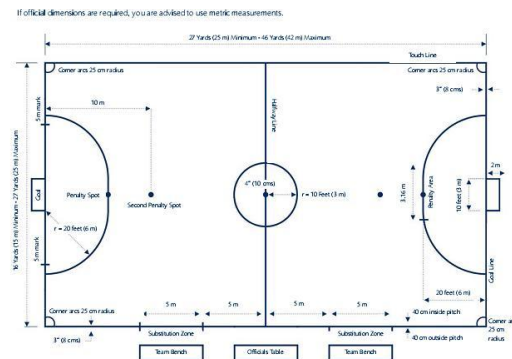 If official dimensions are required, you are advised to use metric measurements.
27 Yards (25 m) Minimum - 46 Yards (42 m) Maximum
Touch Line
Corner arcs 25 cm radius
Corner arcs 25 cm radius
3" (8 cms)
5 m mark
10 m
Halfway Line
16 Yards (15 m) Minimum - 27 Yards (25 m) Maximum
2 m
4" (10 cms)
3.16 m
Penalty Area
10 feet (3 m)
Goal
Penalty Spot
Second Penalty Spot
r = 10 Feet (3 m)
r = 20 feet (6 m)
5 m mark
Goal Line
20 feet (6 m)
5 m
5 m
5 m
5 m
Corner arcs 25 cm radius
40 cm inside pitch
Corner arcs
25 cm
radius
3" (8 cms)
Substitution Zone
Substitution Zone
40 cm outside pitch
Team Bench
Officials Table
Team Bench